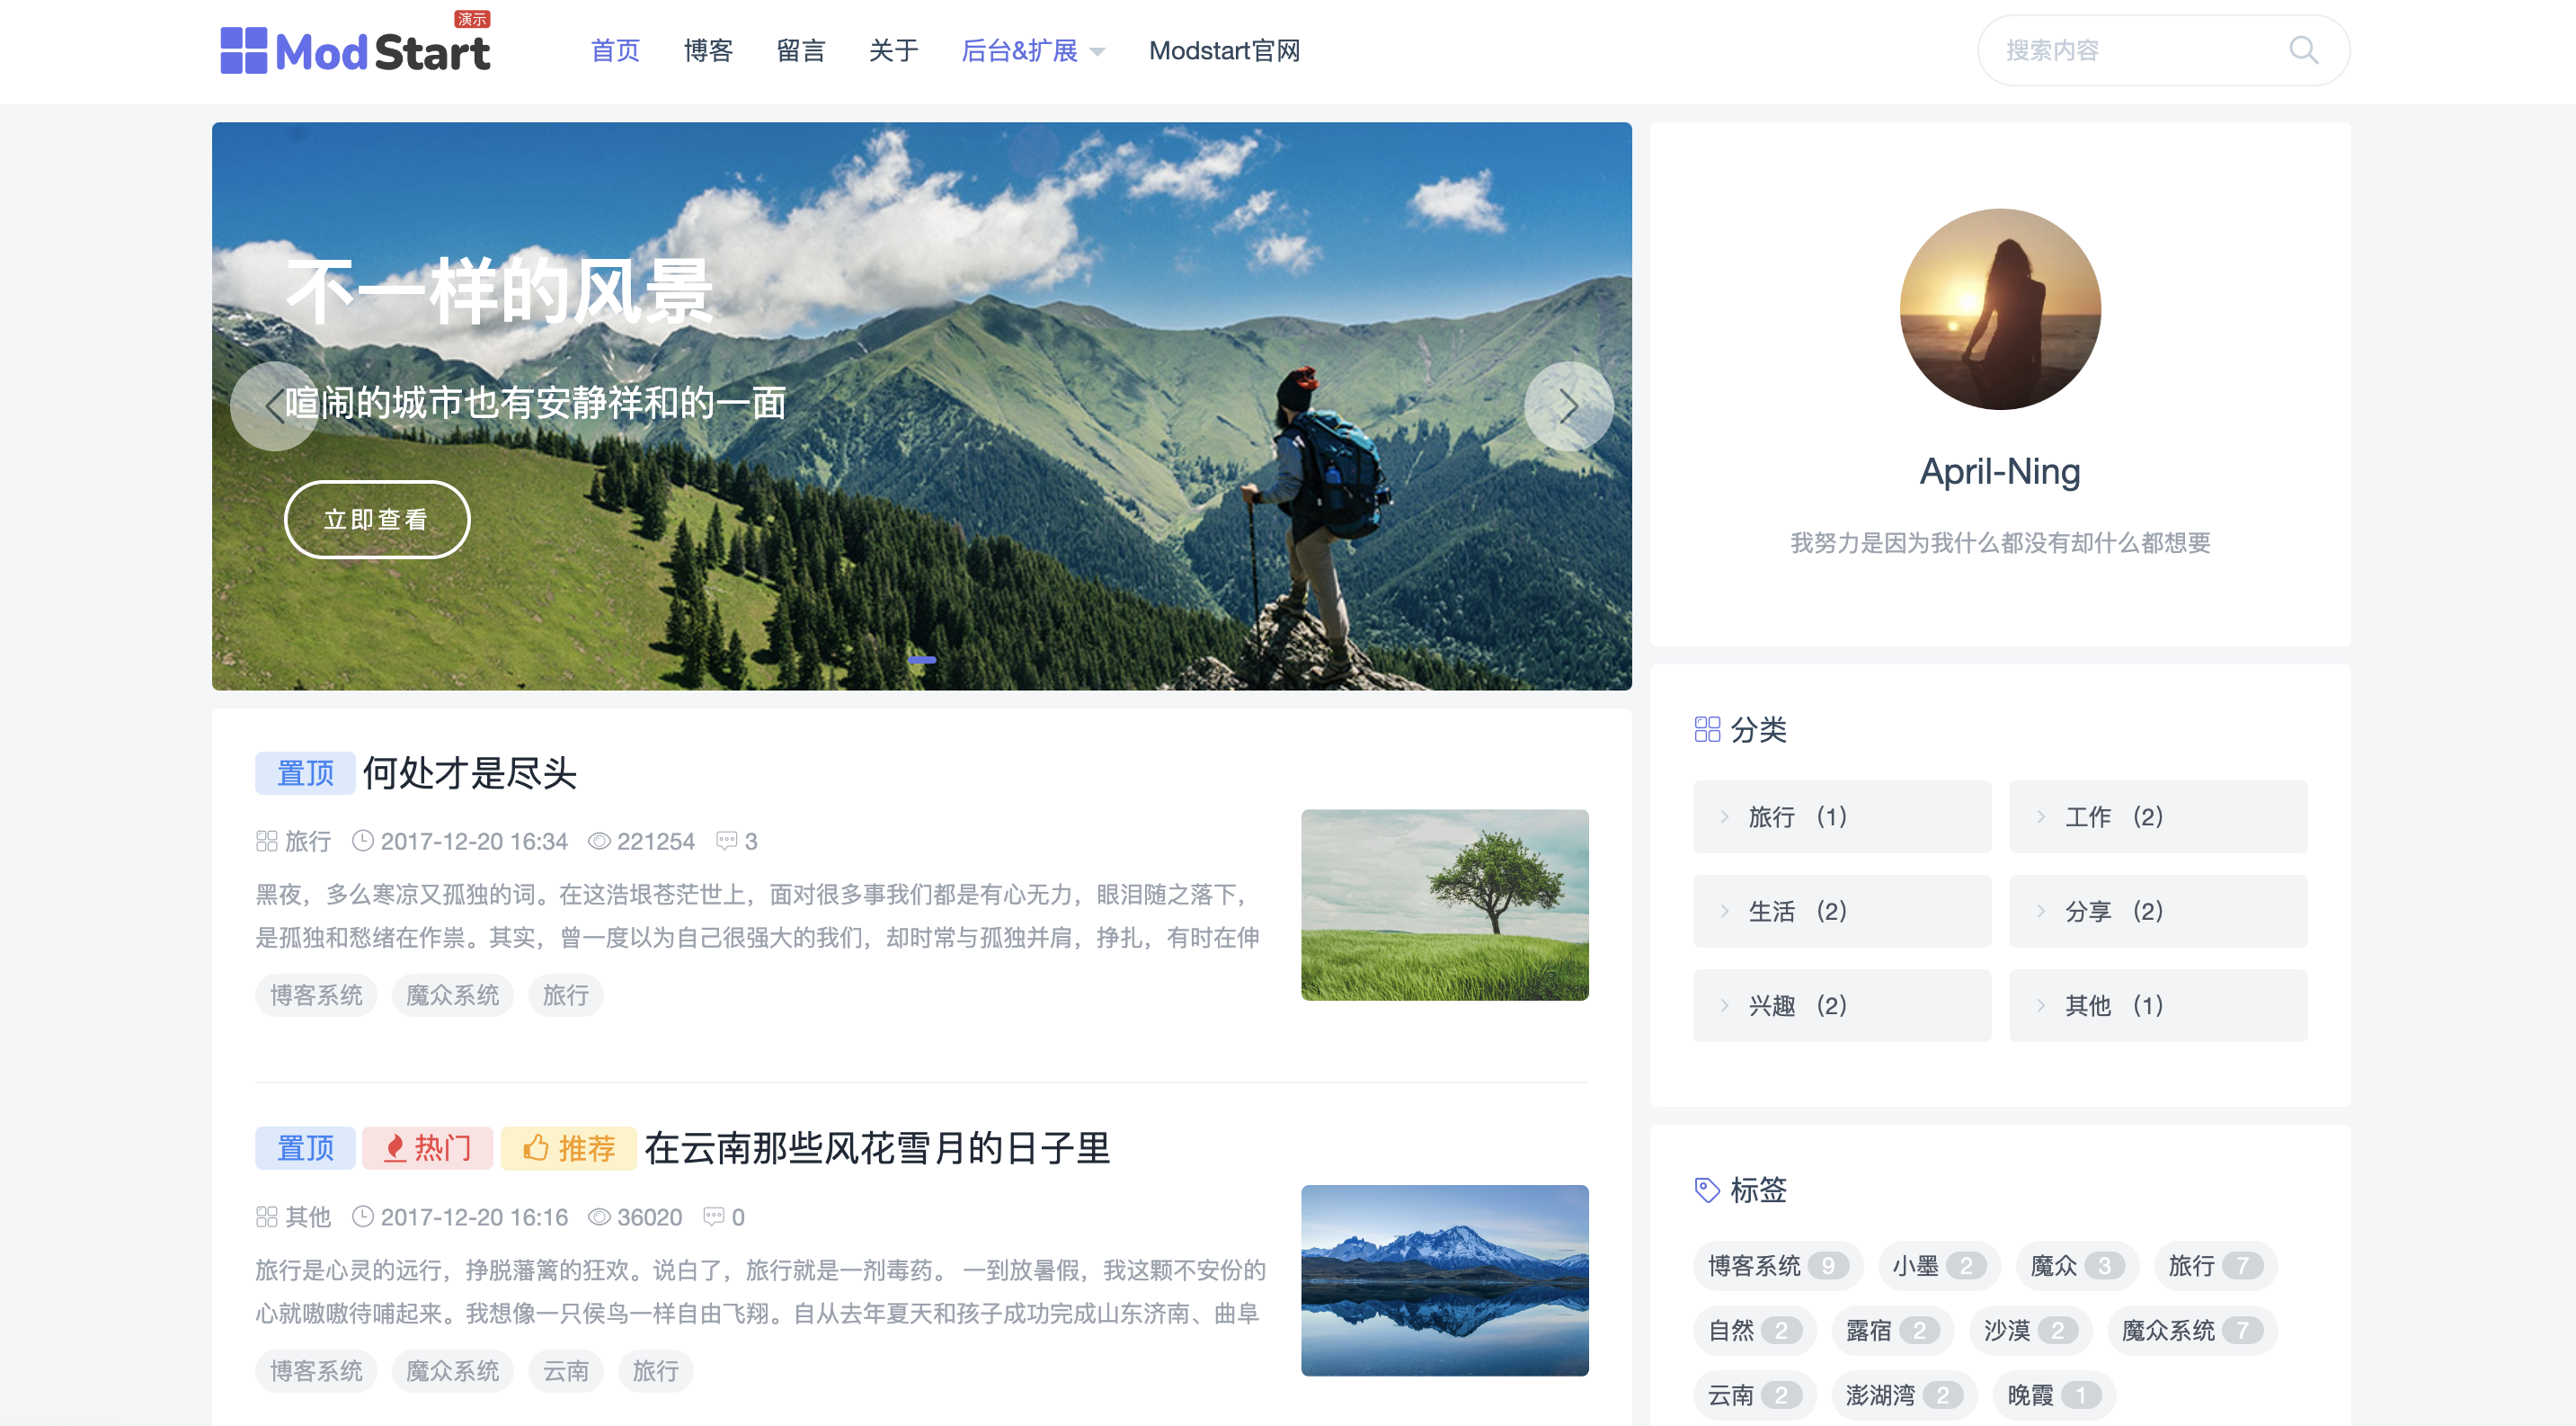 ModStart
演示
首页
博客
留言
关于
后台&扩展
Modstart官网
搜索内容
不一样的风景
喧闹的城市也有安静祥和的一面
立即查看
April-Ning
我努力是因为我什么都没有却什么都想要
置顶 何处才是尽头
旅行 2017-12-20 16:34 221254 3
黑夜，多么寒凉又孤独的词。在这浩垠苍茫世上，面对很多事我们都是有心无力，眼泪随之落下，
是孤独和愁绪在作祟。其实，曾一度以为自己很强大的我们，却时常与孤独并肩，挣扎，有时在伸
博客系统 魔众系统 旅行
置顶 热门 推荐 在云南那些风花雪月的日子里
其他 2017-12-20 16:16 36020 0
旅行是心灵的远行，挣脱藩篱的狂欢。说白了，旅行就是一剂毒药。 一到放暑假，我这颗不安份的
心就嗷嗷待哺起来。我想像一只侯鸟一样自由飞翔。自从去年夏天和孩子成功完成山东济南、曲阜
博客系统 魔众系统 云南 旅行
分类
旅行 （1） 工作 （2）
生活 （2） 分享 （2）
兴趣 （2） 其他 （1）
标签
博客系统 9 小墨 2 魔众 3 旅行 7
自然 2 露宿 2 沙漠 2 魔众系统 7
云南 2 澎湖湾 2 晚霞 1